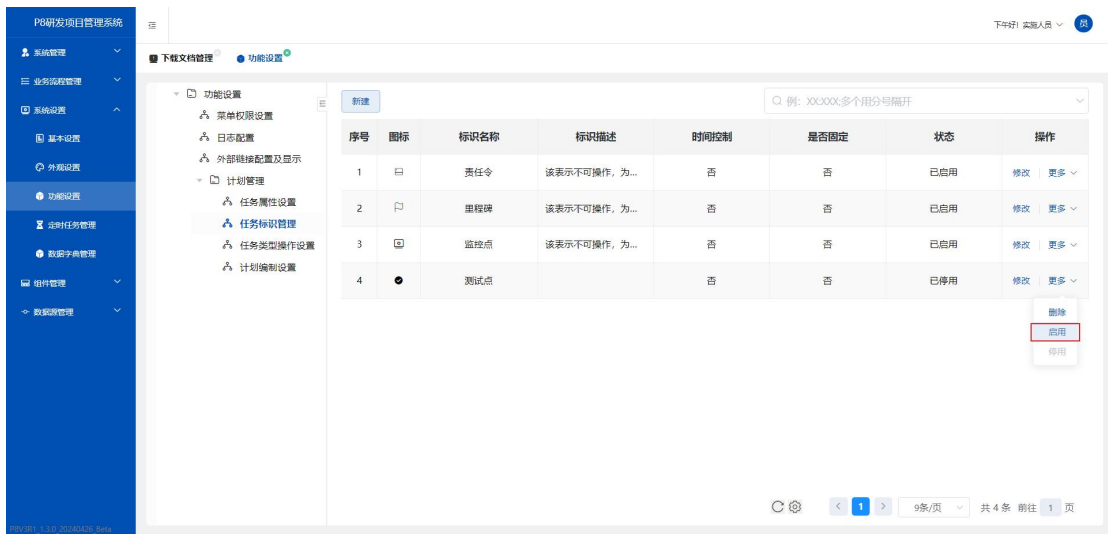 P8研发项目管理系统
下午好! 实施人员
员
系统管理
业务流程管理
系统设置
基本设置
外观设置
功能设置
定时任务管理
数据字典管理
组件管理
数据源管理
P8V3R1_1.3.0_20240426_Beta
下载文档管理 功能设置
功能设置
菜单权限设置
日志配置
外部链接配置及显示
计划管理
任务属性设置
任务标识管理
任务类型操作设置
计划编制设置
新建
例：XX:XXX;多个用分号隔开
序号 图标 标识名称 标识描述 时间控制 是否固定 状态 操作
1 责任令 该表示不可操作，为... 否 否 已启用 修改 更多
2 里程碑 该表示不可操作，为... 否 否 已启用 修改 更多
3 监控点 该表示不可操作，为... 否 否 已启用 修改 更多
4 测试点 否 否 已停用 修改 更多
删除
启用
停用
1 9条/页 共 4 条 前往 1 页